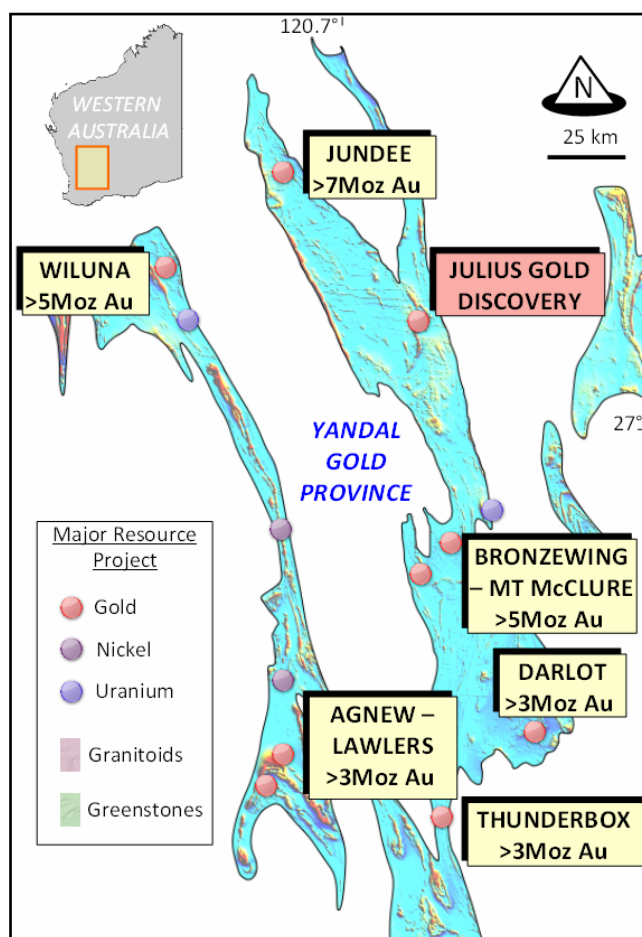 120.7°
WESTERN
AUSTRALIA
N
25 km
JUNDEE
>7Moz Au
WILUNA
>5Moz Au
JULIUS GOLD
DISCOVERY
27°
YANDAL
GOLD
PROVINCE
Major Resource
Project
Gold
Nickel
Uranium
Granitoids
Greenstones
BRONZEWING
– MT McCLURE
>5Moz Au
DARLOT
>3Moz Au
AGNEW –
LAWLERS
>3Moz Au
THUNDERBOX
>3Moz Au